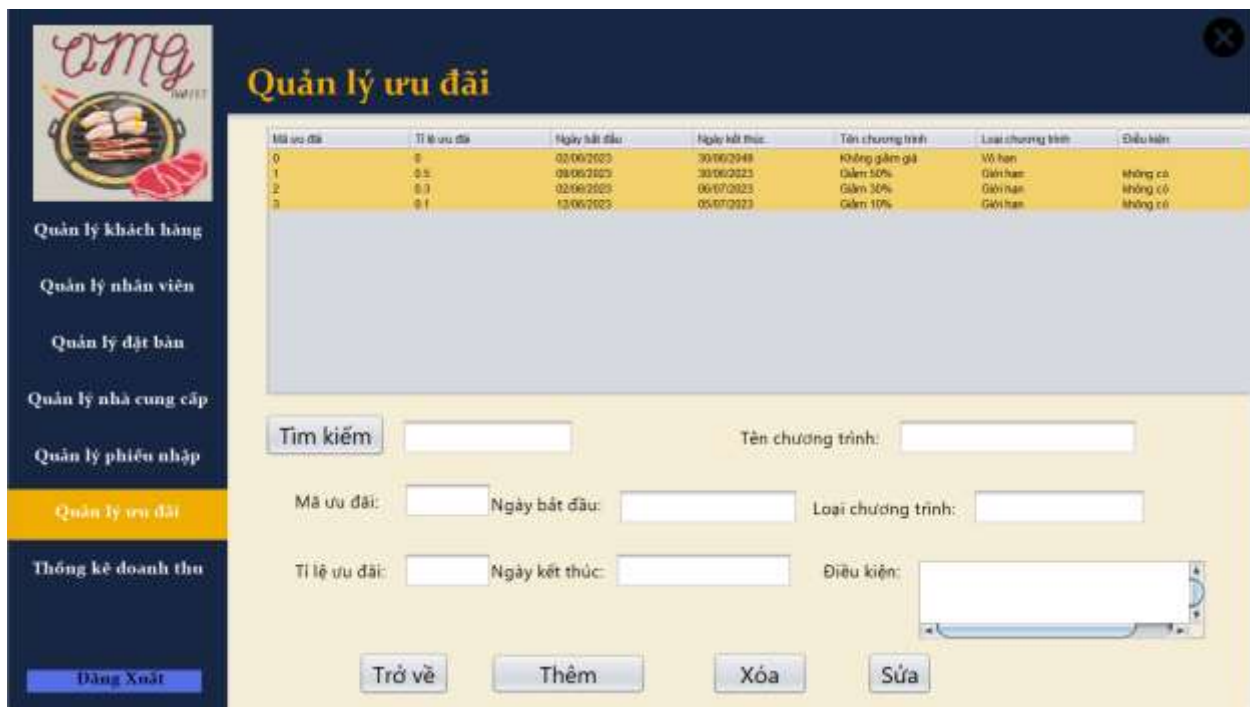 OMG
Quản lý ưu đãi
Mã ưu đãi Tỉ lệ ưu đãi Ngày bắt đầu Ngày kết thúc Tên chương trình Loại chương trình Điều kiện
0 0 02/06/2023 30/06/2048 Không giảm giá Vô hạn
1 0.5 09/06/2023 30/06/2023 Giảm 50% Giới hạn không có
2 0.3 02/06/2023 06/07/2023 Giảm 30% Giới hạn không có
3 0.1 12/06/2023 05/07/2023 Giảm 10% Giới hạn không có
Quản lý khách hàng
Quản lý nhân viên
Quản lý đặt bàn
Quản lý nhà cung cấp
Quản lý phiếu nhập
Quản lý ưu đãi
Thống kê doanh thu
Đăng Xuất
Tìm kiếm Tên chương trình:
Mã ưu đãi: Ngày bắt đầu: Loại chương trình:
Tỉ lệ ưu đãi: Ngày kết thúc: Điều kiện:
Trở về Thêm Xóa Sửa